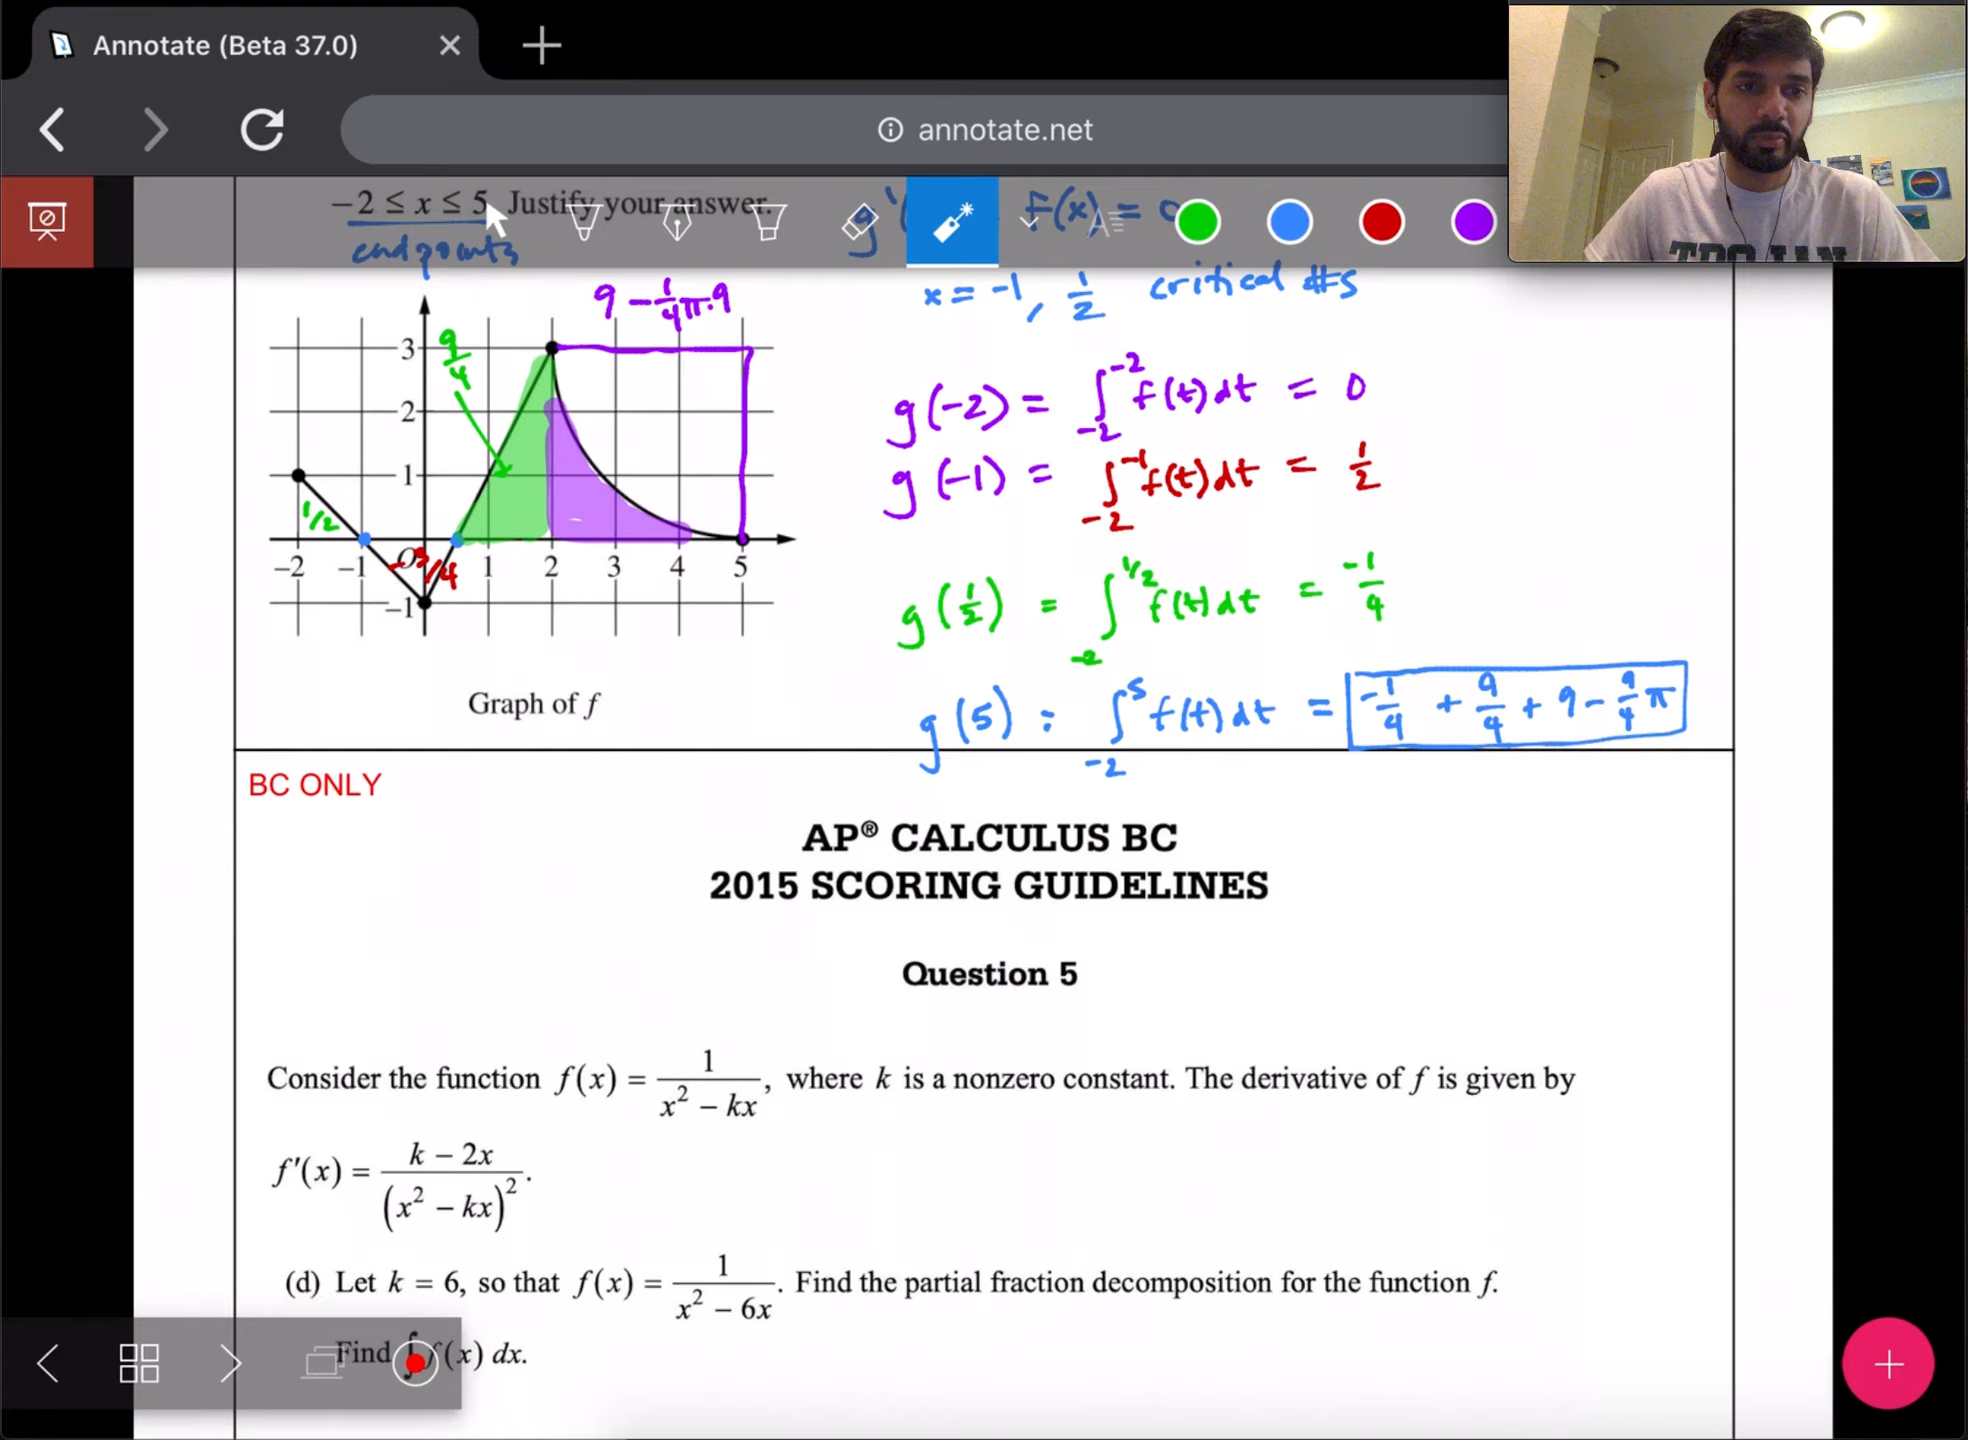 Annotate (Beta 37.0)
annotate.net
−2 ≤ x ≤ 5. Justify your answer.
g'( f(x) = 0
endpoints
x = -1, 1/2 critical #s
9 - 1/4 π·9
9/4
3
2
1
1/2
-3/4
O
−2 −1 1 2 3 4 5
−1
Graph of f
g(-2) = ∫_{-2}^{-2} f(t)dt = 0
g(-1) = ∫_{-2}^{-1} f(t)dt = 1/2
g(1/2) = ∫_{-2}^{1/2} f(t)dt = -1/4
g(5) = ∫_{-2}^{5} f(t)dt = -1/4 + 9/4 + 9 - 9/4 π
BC ONLY
AP® CALCULUS BC
2015 SCORING GUIDELINES
Question 5
Consider the function f(x) = 1/(x² − kx), where k is a nonzero constant. The derivative of f is given by
f′(x) = (k − 2x)/(x² − kx)².
(d) Let k = 6, so that f(x) = 1/(x² − 6x). Find the partial fraction decomposition for the function f.
Find ∫ f(x) dx.